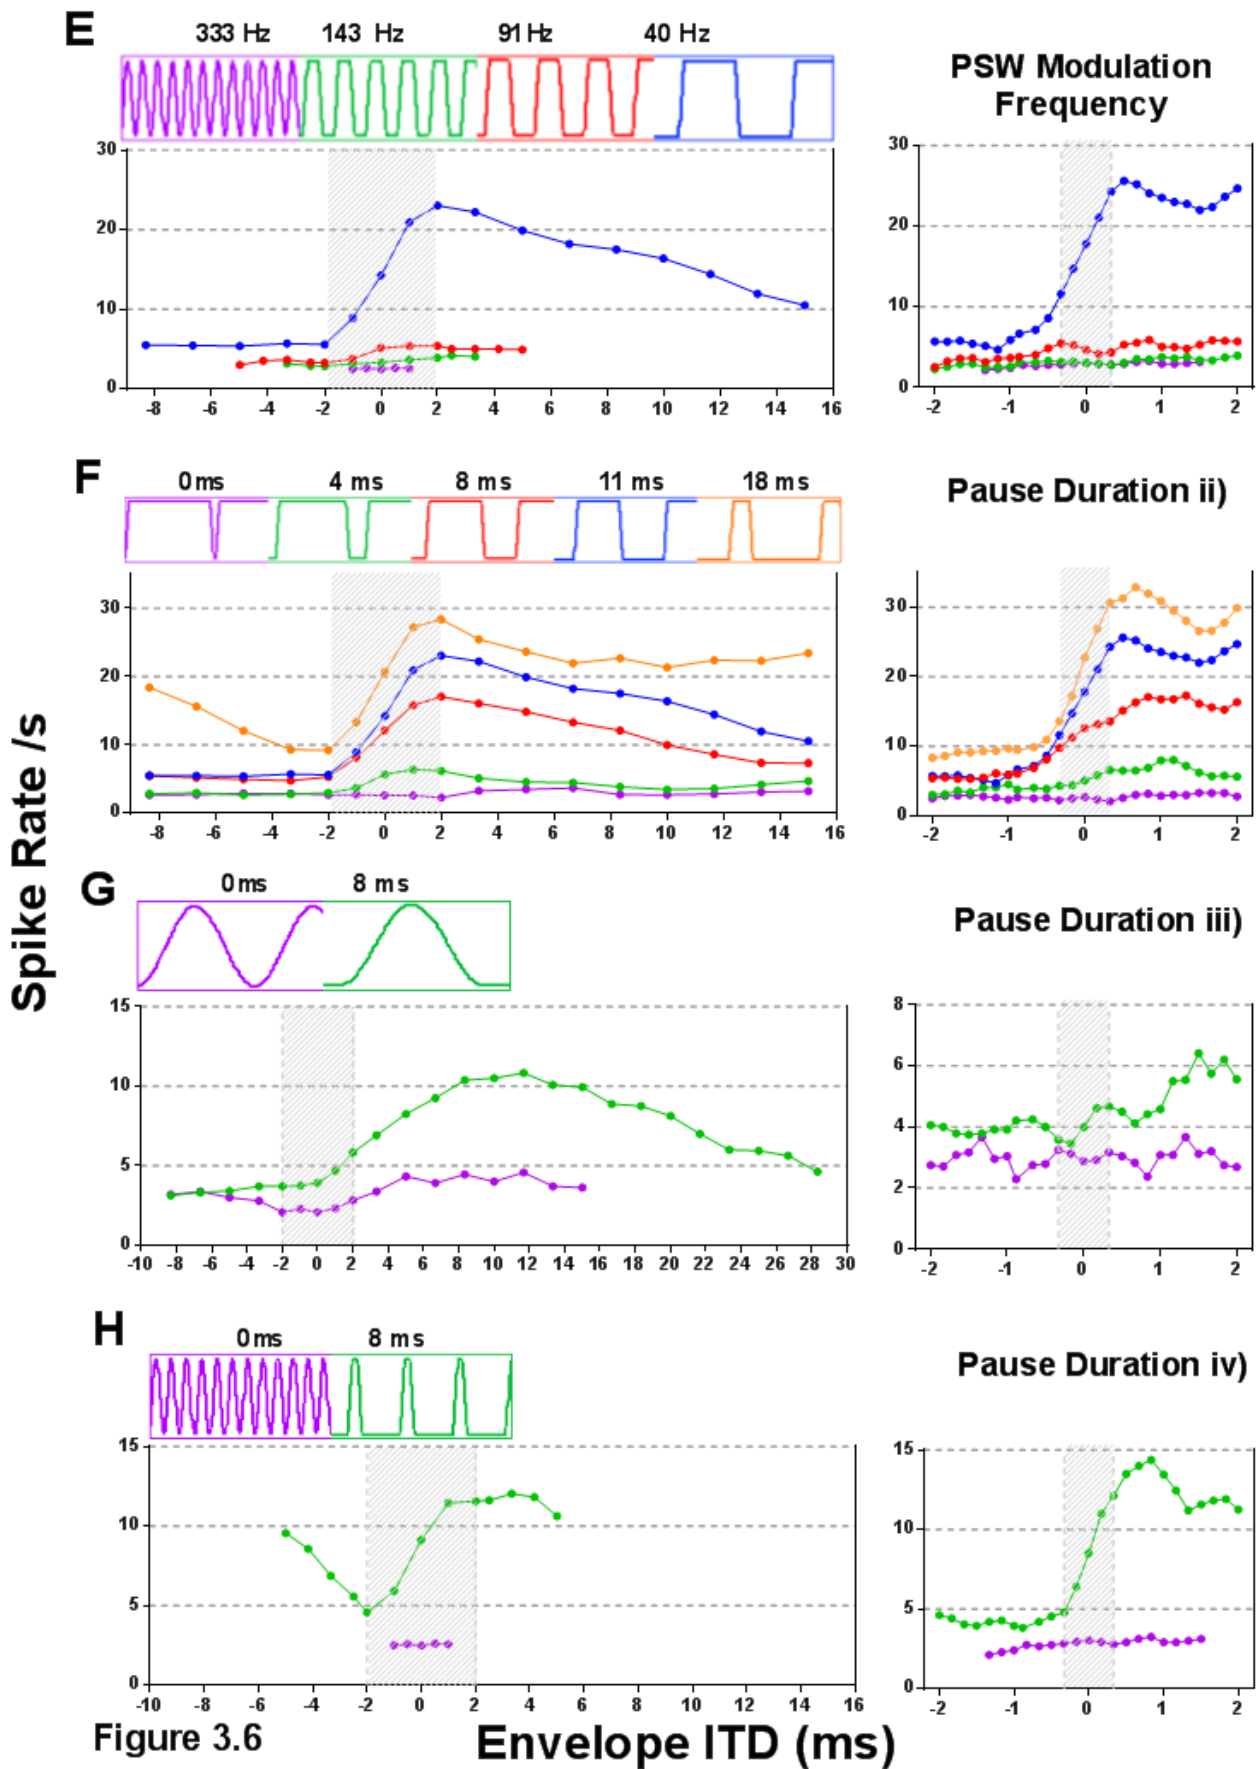 E
333 Hz 143 Hz 91Hz 40 Hz
PSW Modulation
Frequency
30
20
10
0
-8 -6 -4 -2 0 2 4 6 8 10 12 14 16
30
20
10
0
-2 -1 0 1 2
F
0ms 4 ms 8 ms 11 ms 18 ms
Pause Duration ii)
30
20
10
0
-8 -6 -4 -2 0 2 4 6 8 10 12 14 16
30
20
10
0
-2 -1 0 1 2
Spike Rate /s
G
0ms 8 ms
Pause Duration iii)
15
10
5
0
-10 -8 -6 -4 -2 0 2 4 6 8 10 12 14 16 18 20 22 24 26 28 30
8
6
4
2
0
-2 -1 0 1 2
H
0ms 8 ms
Pause Duration iv)
15
10
5
0
-10 -8 -6 -4 -2 0 2 4 6 8 10 12 14 16
15
10
5
0
-2 -1 0 1 2
Figure 3.6
Envelope ITD (ms)